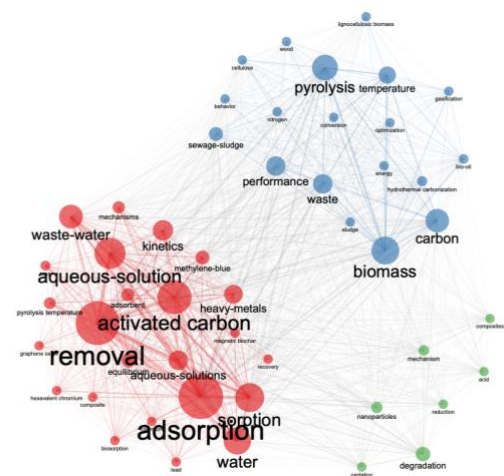 lignocellulosic biomass
wood
cellulose
pyrolysis
temperature
gasification
behavior
nitrogen
conversion
optimization
sewage-sludge
energy
bio-oil
performance
waste
hydrothermal carbonization
sludge
carbon
biomass
mechanisms
waste-water
kinetics
aqueous-solution
methylene-blue
adsorbent
heavy-metals
pyrolysis temperature
activated carbon
magnetic biochar
graphene
removal
equilibrium
aqueous-solutions
recovery
hexavalent chromium
composite
sorption
adsorption
biosorption
water
lead
composites
mechanism
acid
nanoparticles
reduction
degradation
oxidation